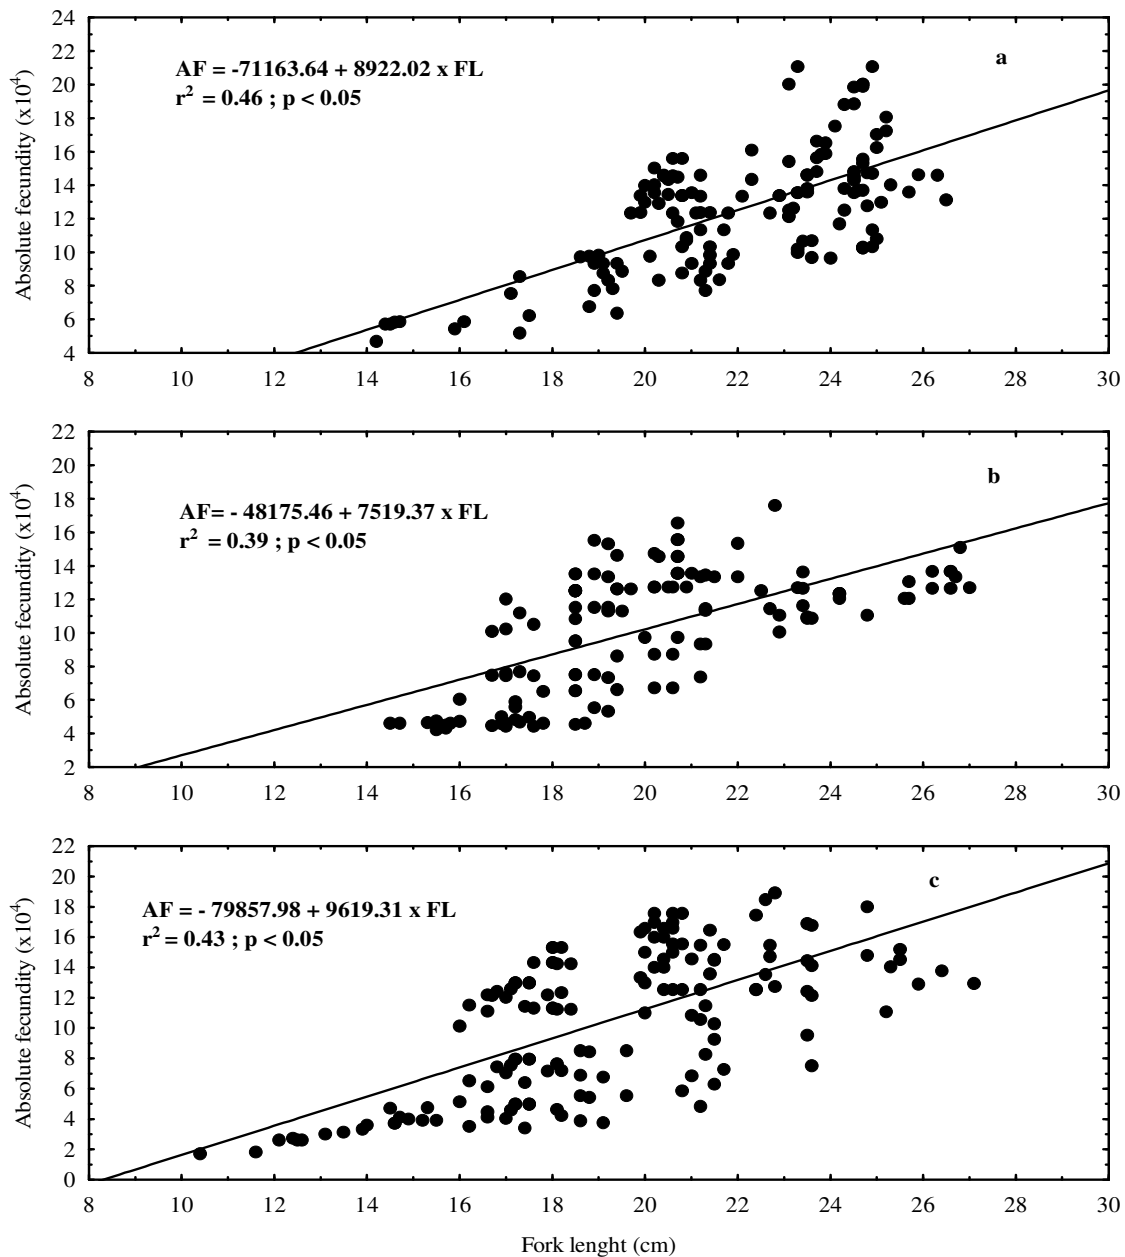 24
22
20
18
16
14
12
10
8
6
4
Absolute fecundity (x10⁴)
AF = -71163.64 + 8922.02 x FL
r² = 0.46 ; p < 0.05
a
8 10 12 14 16 18 20 22 24 26 28 30
22
20
18
16
14
12
10
8
6
4
2
Absolute fecundity (x10⁴)
AF= - 48175.46 + 7519.37 x FL
r² = 0.39 ; p < 0.05
b
8 10 12 14 16 18 20 22 24 26 28 30
22
20
18
16
14
12
10
8
6
4
2
0
Absolute fecundity (x10⁴)
AF = - 79857.98 + 9619.31 x FL
r² = 0.43 ; p < 0.05
c
8 10 12 14 16 18 20 22 24 26 28 30
Fork lenght (cm)